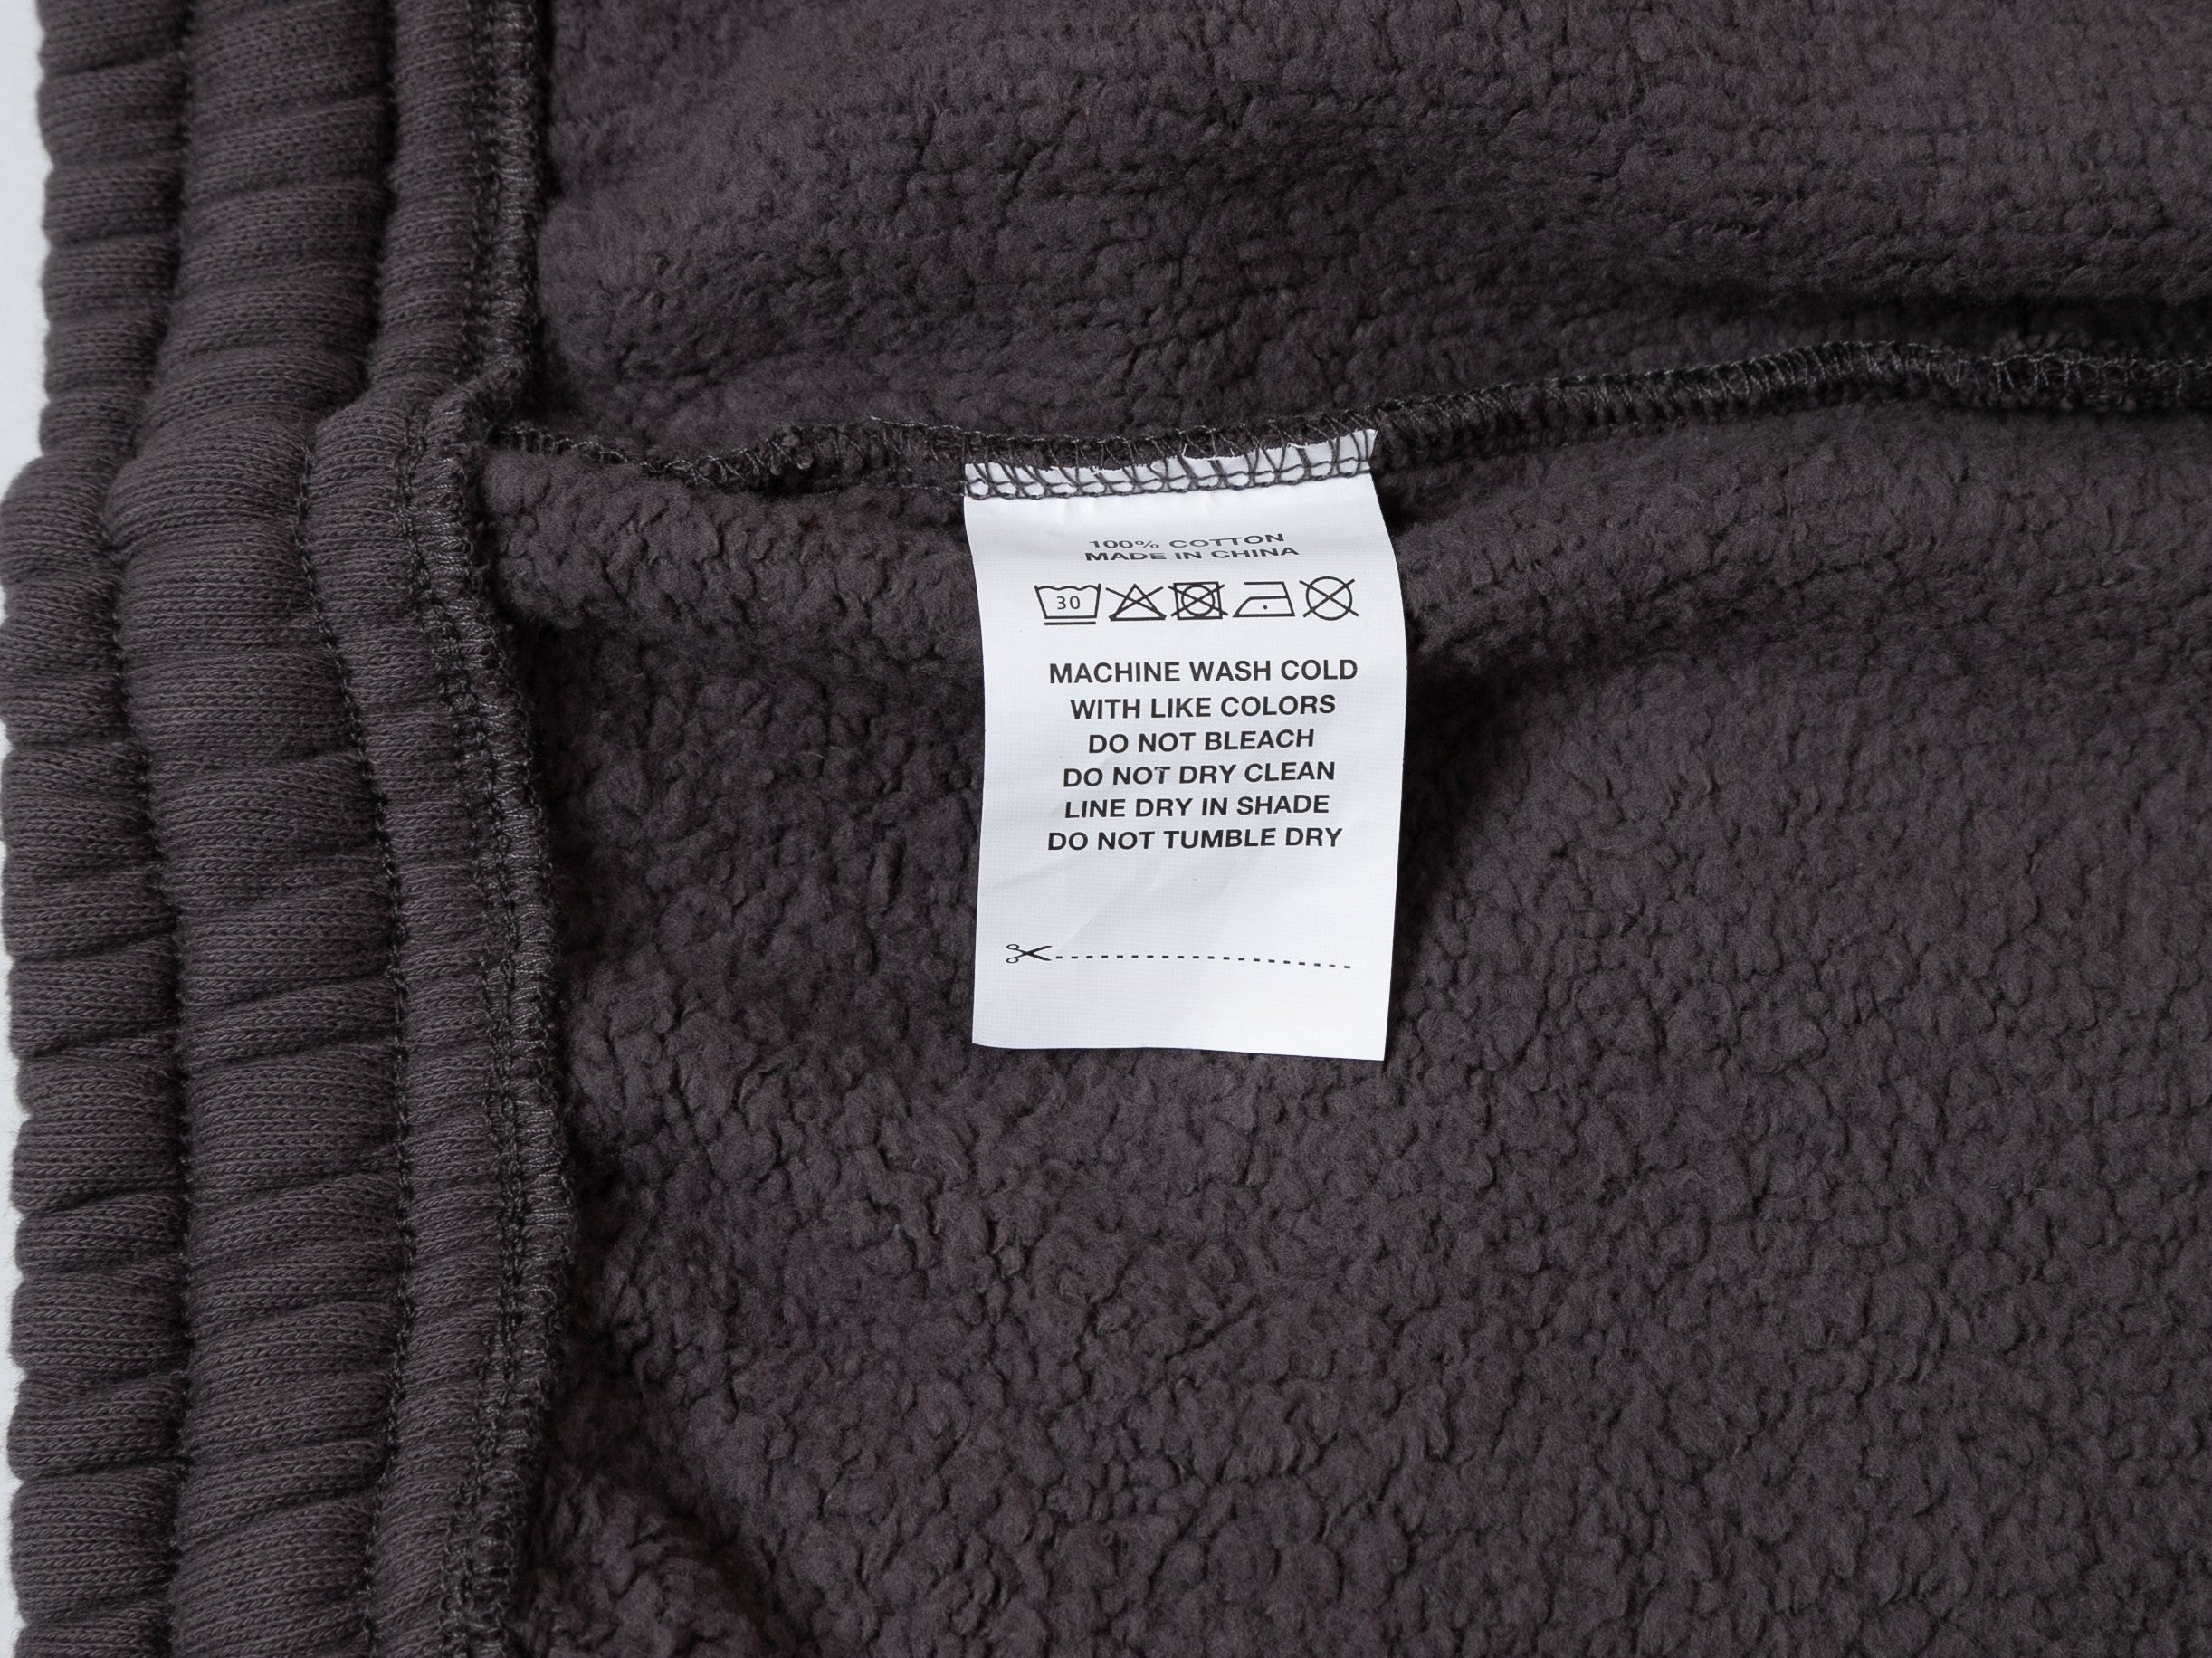 100% COTTON
MADE IN CHINA
30
MACHINE WASH COLD
WITH LIKE COLORS
DO NOT BLEACH
DO NOT DRY CLEAN
LINE DRY IN SHADE
DO NOT TUMBLE DRY